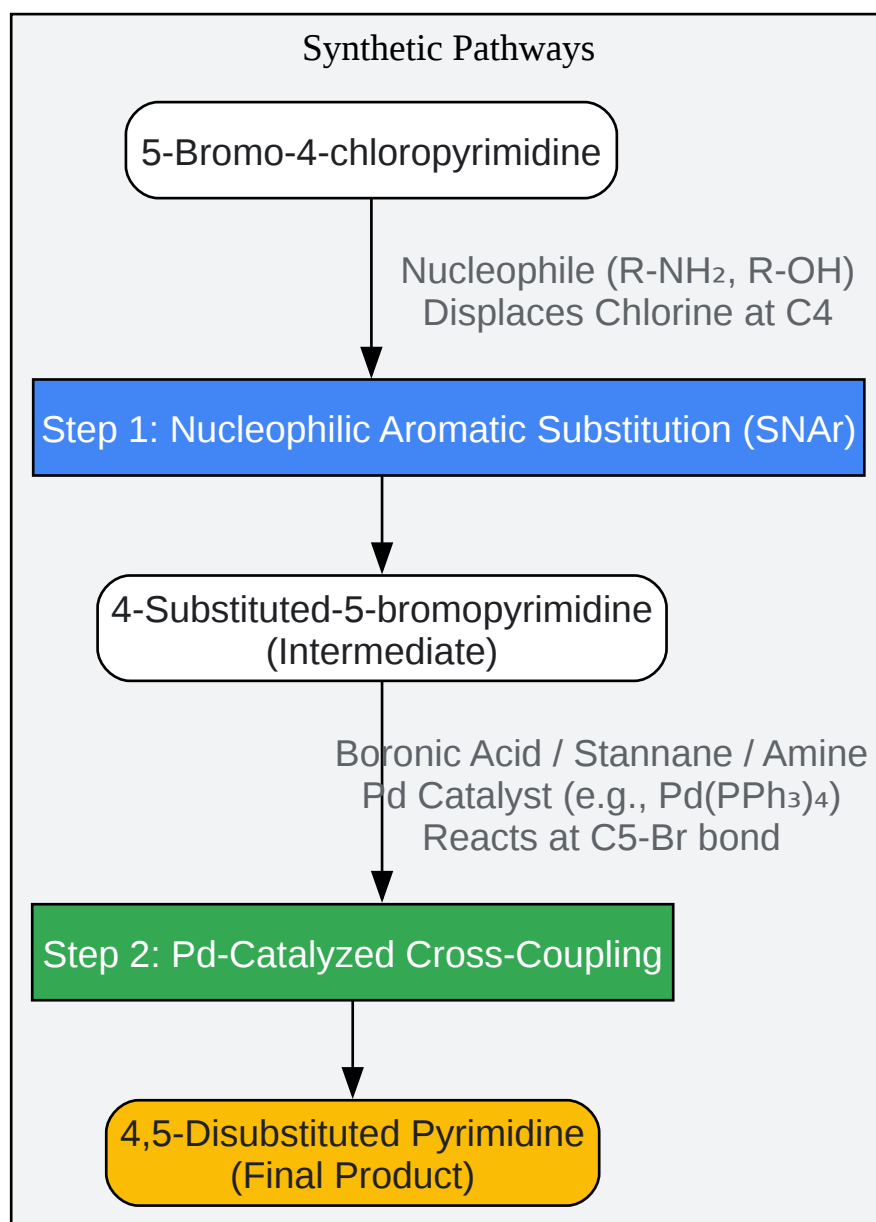 Synthetic Pathways
5-Bromo-4-chloropyrimidine
Nucleophile (R-NH₂, R-OH)
Displaces Chlorine at C4
Step 1: Nucleophilic Aromatic Substitution (SNAr)
4-Substituted-5-bromopyrimidine
(Intermediate)
Boronic Acid / Stannane / Amine
Pd Catalyst (e.g., Pd(PPh₃)₄)
Reacts at C5-Br bond
Step 2: Pd-Catalyzed Cross-Coupling
4,5-Disubstituted Pyrimidine
(Final Product)